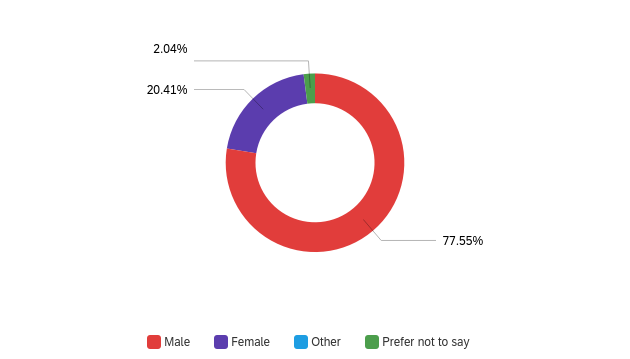 2.04%
20.41%
77.55%
Male Female Other Prefer not to say